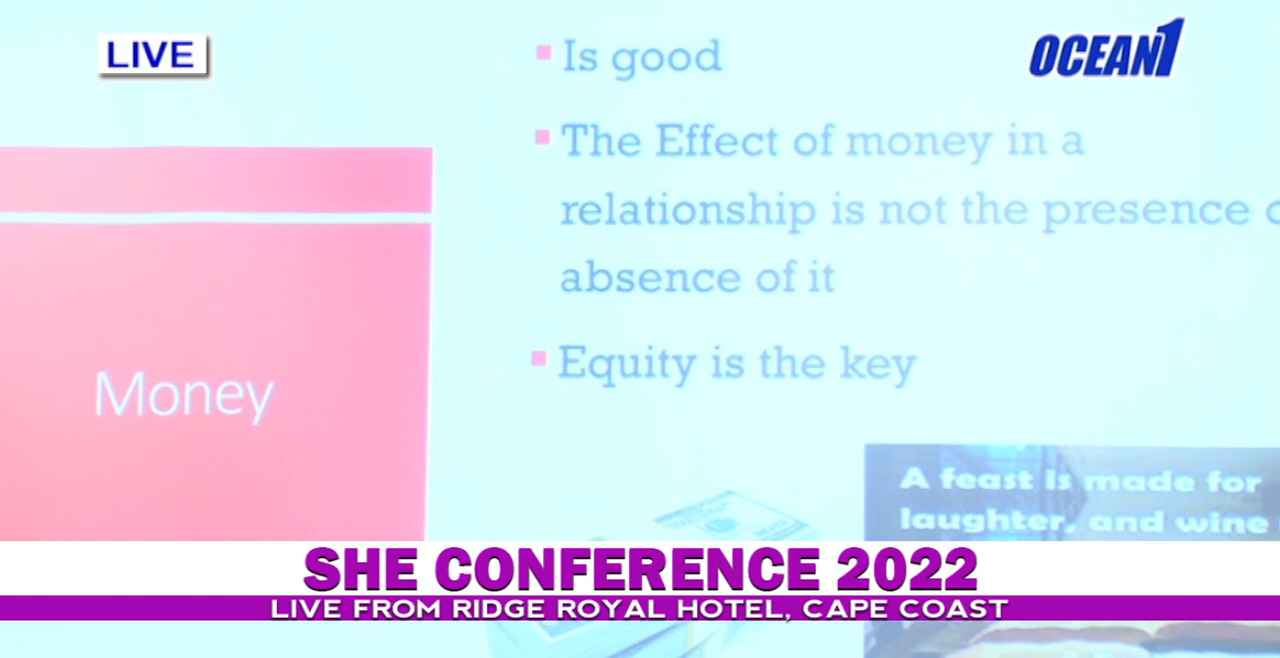 LIVE
OCEAN1
Is good
The Effect of money in a
relationship is not the presence
absence of it
Equity is the key
Money
A feast is made for
laughter, and wine
SHE CONFERENCE 2022
LIVE FROM RIDGE ROYAL HOTEL, CAPE COAST